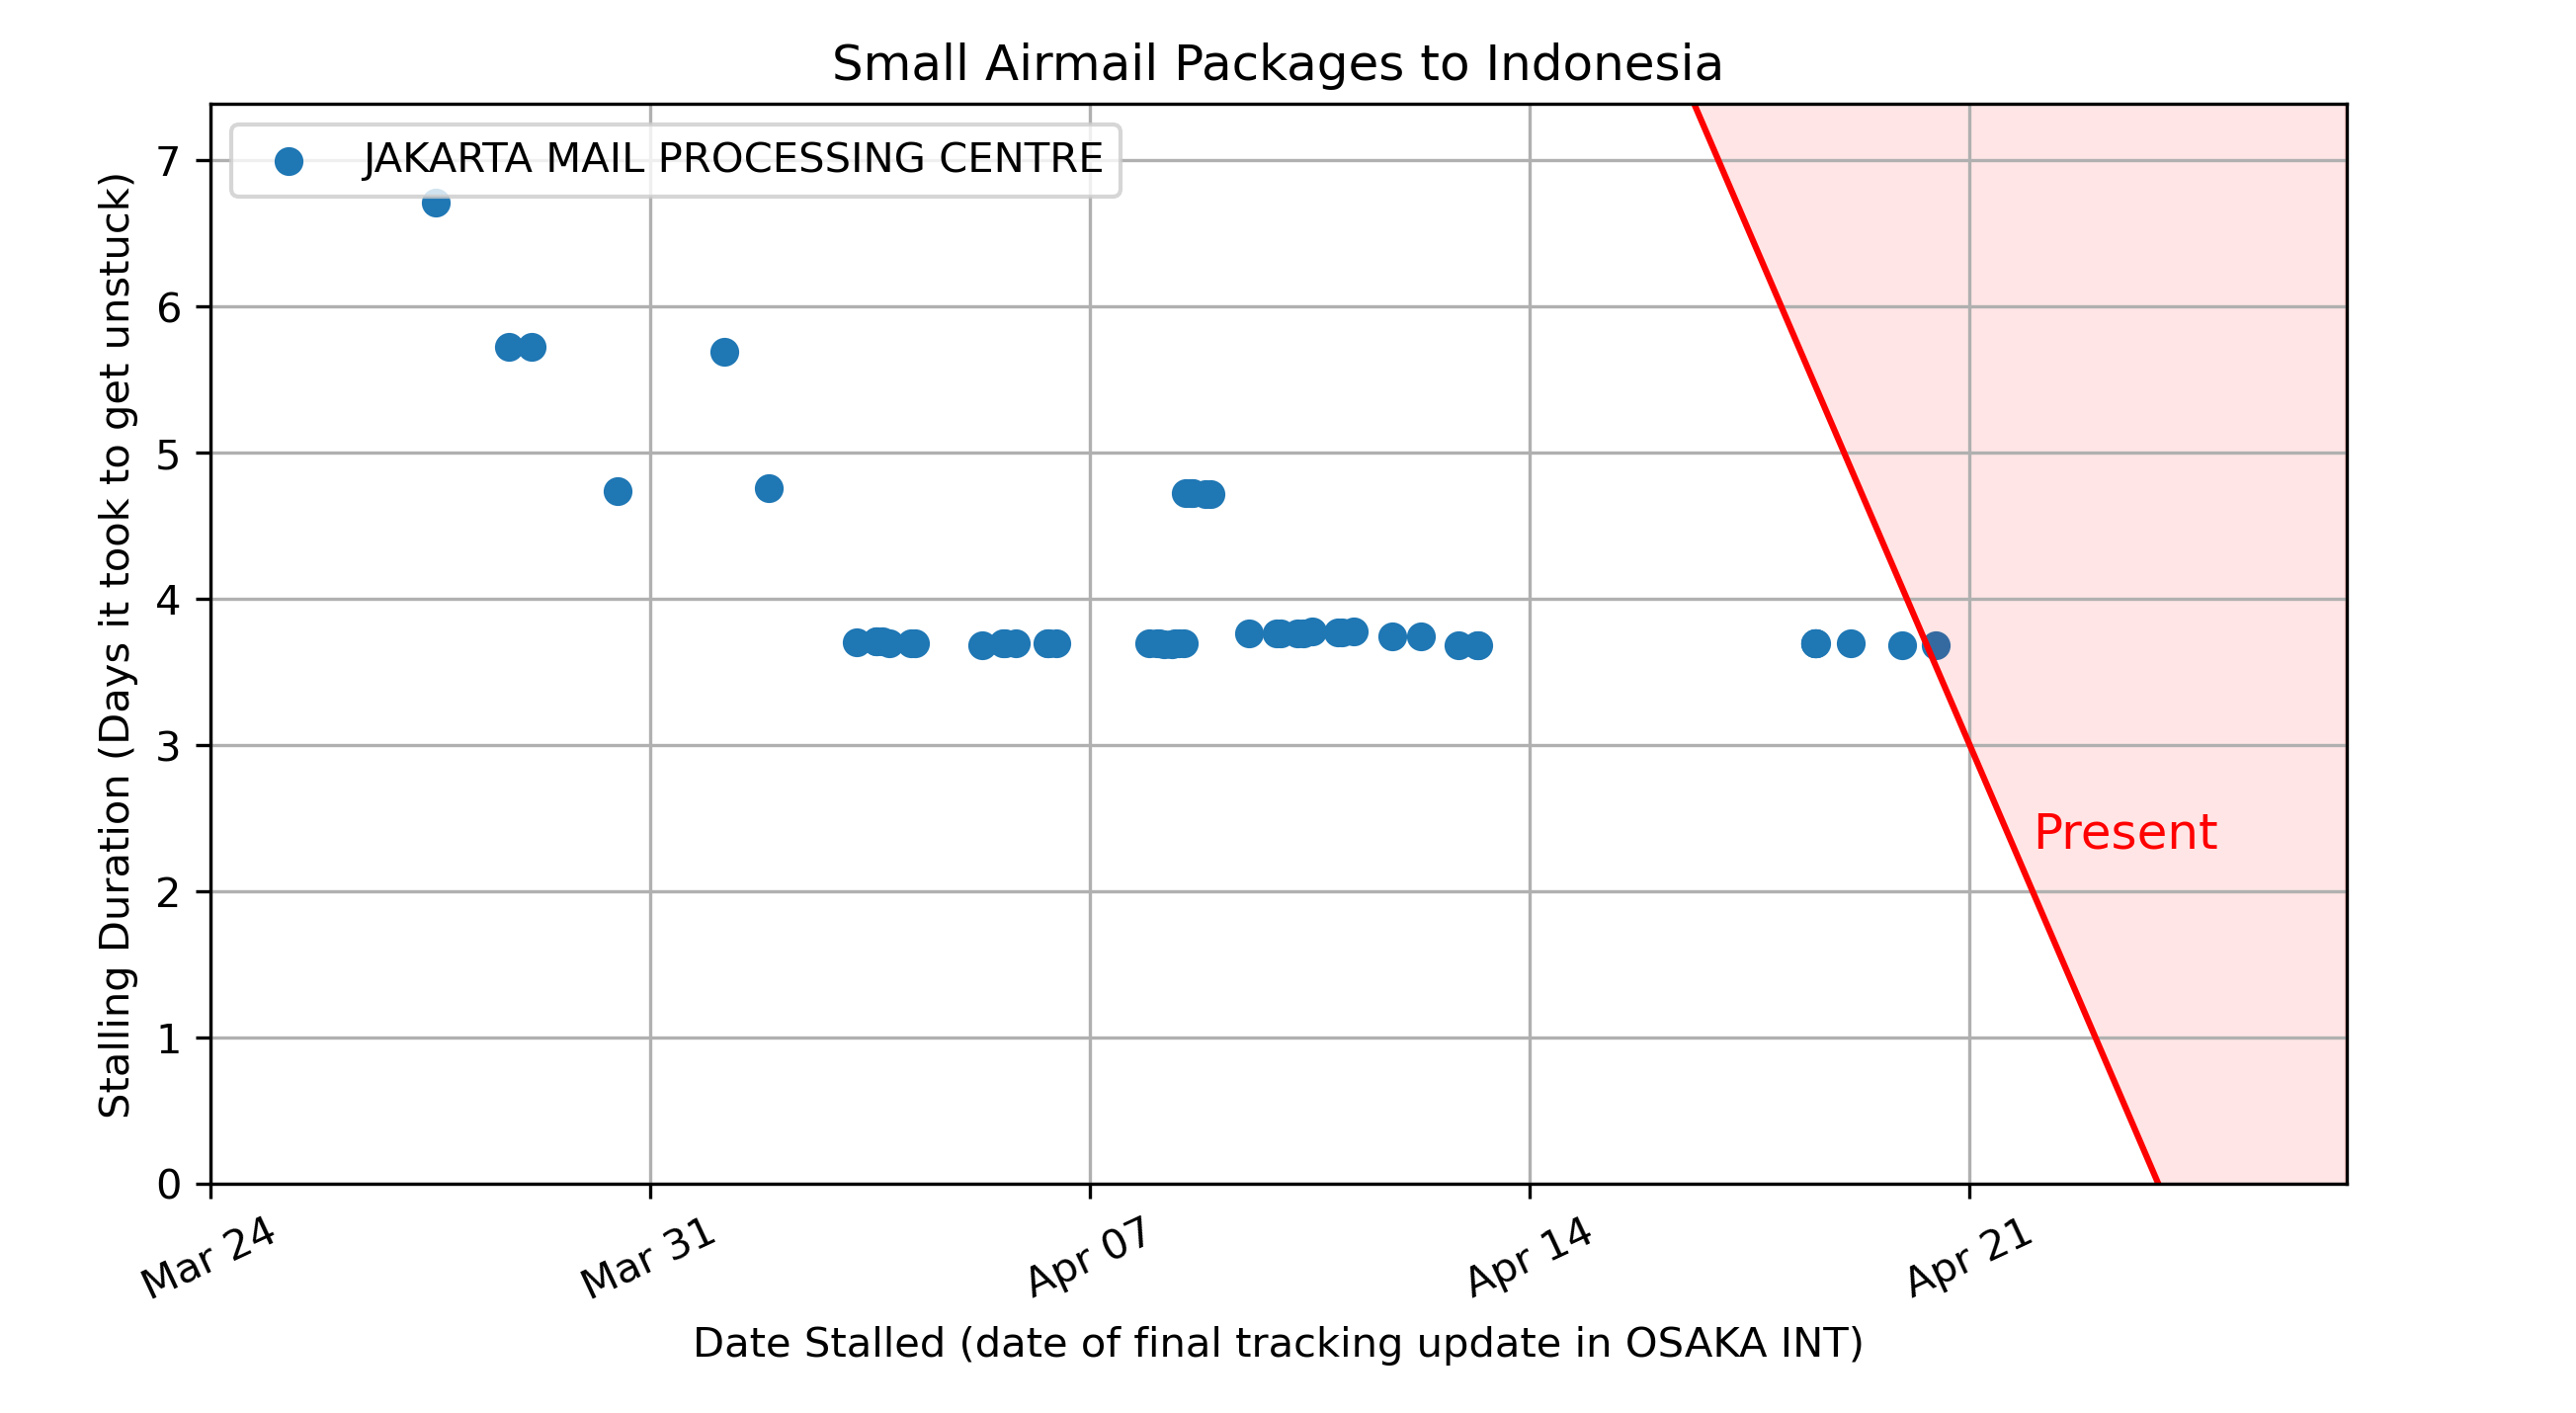 Small Airmail Packages to Indonesia
JAKARTA MAIL PROCESSING CENTRE
Stalling Duration (Days it took to get unstuck)
7
6
5
4
3
2
1
0
Present
Mar 24
Mar 31
Apr 07
Apr 14
Apr 21
Date Stalled (date of final tracking update in OSAKA INT)